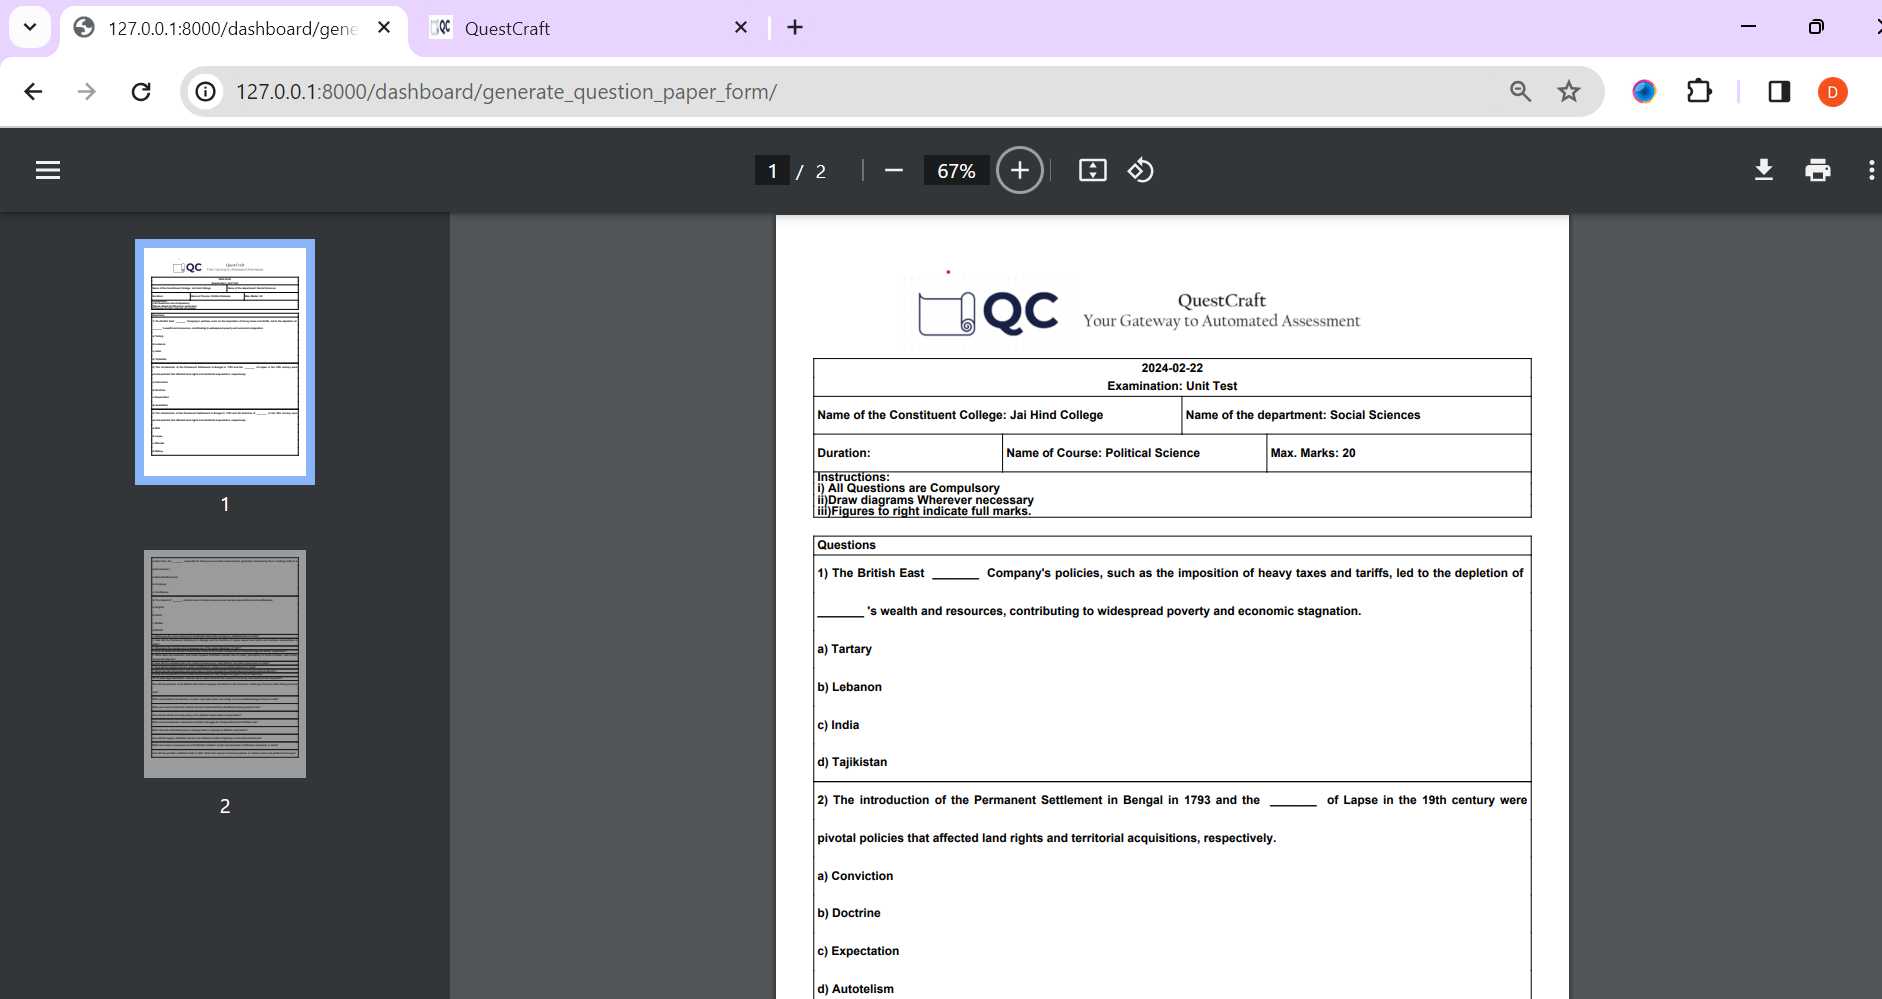 127.0.0.1:8000/dashboard/gene
QC QuestCraft
127.0.0.1:8000/dashboard/generate_question_paper_form/
D
1 / 2
67%
1
2
QC
QuestCraft
Your Gateway to Automated Assessment
2024-02-22
Examination: Unit Test
Name of the Constituent College: Jai Hind College Name of the department: Social Sciences
Duration: Name of Course: Political Science Max. Marks: 20
Instructions:
i) All Questions are Compulsory
ii)Draw diagrams Wherever necessary
iii)Figures to right indicate full marks.
Questions
1) The British East _______ Company's policies, such as the imposition of heavy taxes and tariffs, led to the depletion of
_______ 's wealth and resources, contributing to widespread poverty and economic stagnation.
a) Tartary
b) Lebanon
c) India
d) Tajikistan
2) The introduction of the Permanent Settlement in Bengal in 1793 and the _______ of Lapse in the 19th century were
pivotal policies that affected land rights and territorial acquisitions, respectively.
a) Conviction
b) Doctrine
c) Expectation
d) Autotelism